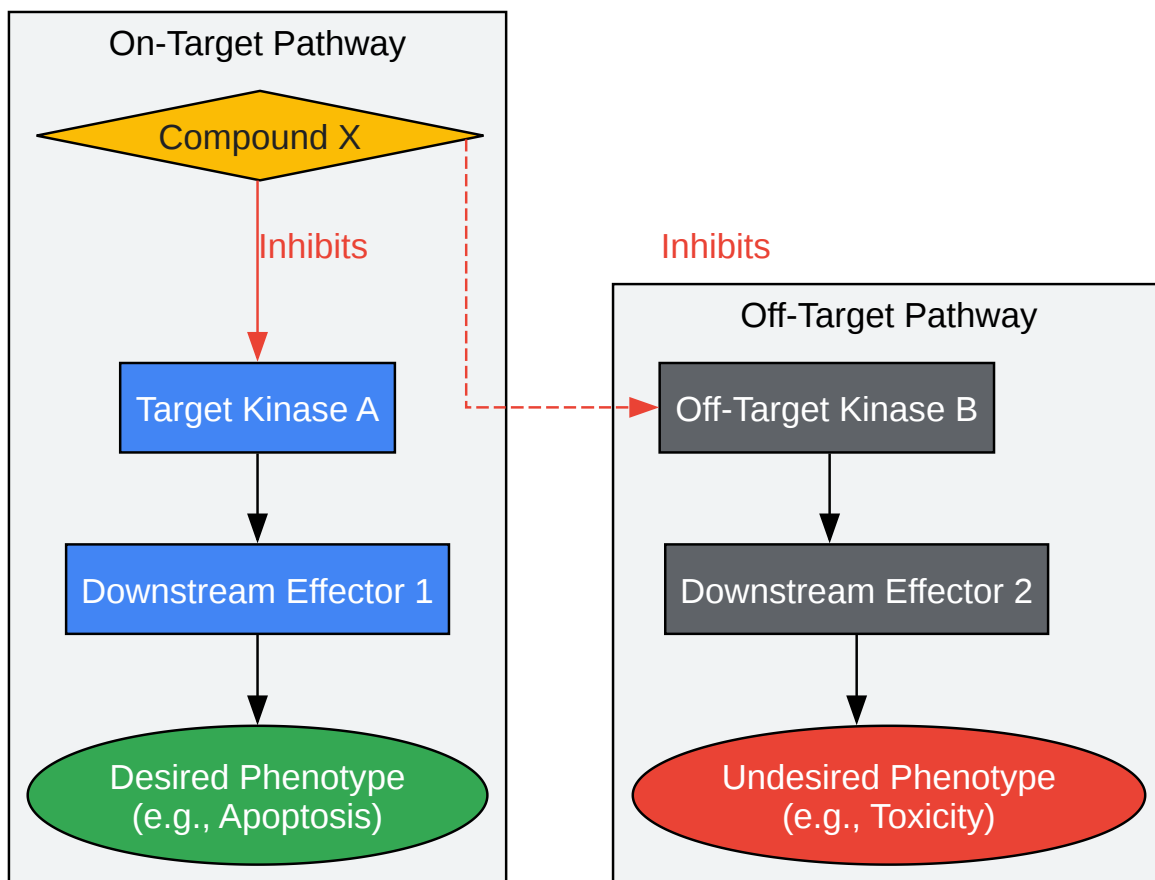 On-Target Pathway
Compound X
Inhibits
Target Kinase A
Downstream Effector 1
Desired Phenotype
(e.g., Apoptosis)
Inhibits
Off-Target Pathway
Off-Target Kinase B
Downstream Effector 2
Undesired Phenotype
(e.g., Toxicity)